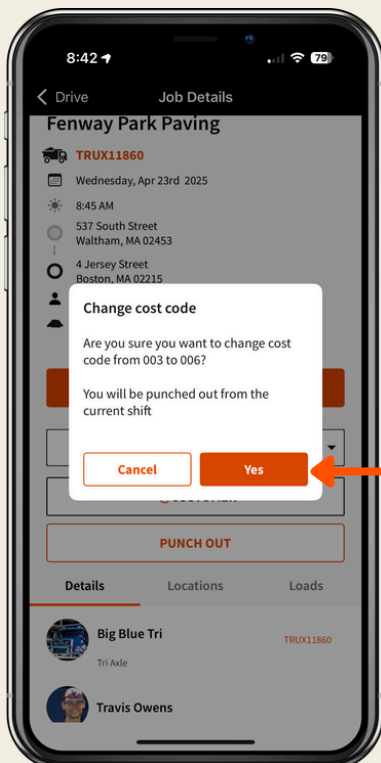 8:42
79
Drive
Job Details
Fenway Park Paving
TRUX11860
Wednesday, Apr 23rd 2025
8:45 AM
537 South Street
Waltham, MA 02453
4 Jersey Street
Boston, MA 02215
Change cost code
Are you sure you want to change cost
code from 003 to 006?
You will be punched out from the
current shift
Cancel
Yes
PUNCH OUT
Details
Locations
Loads
Big Blue Tri
TRUX11860
Tri Axle
Travis Owens